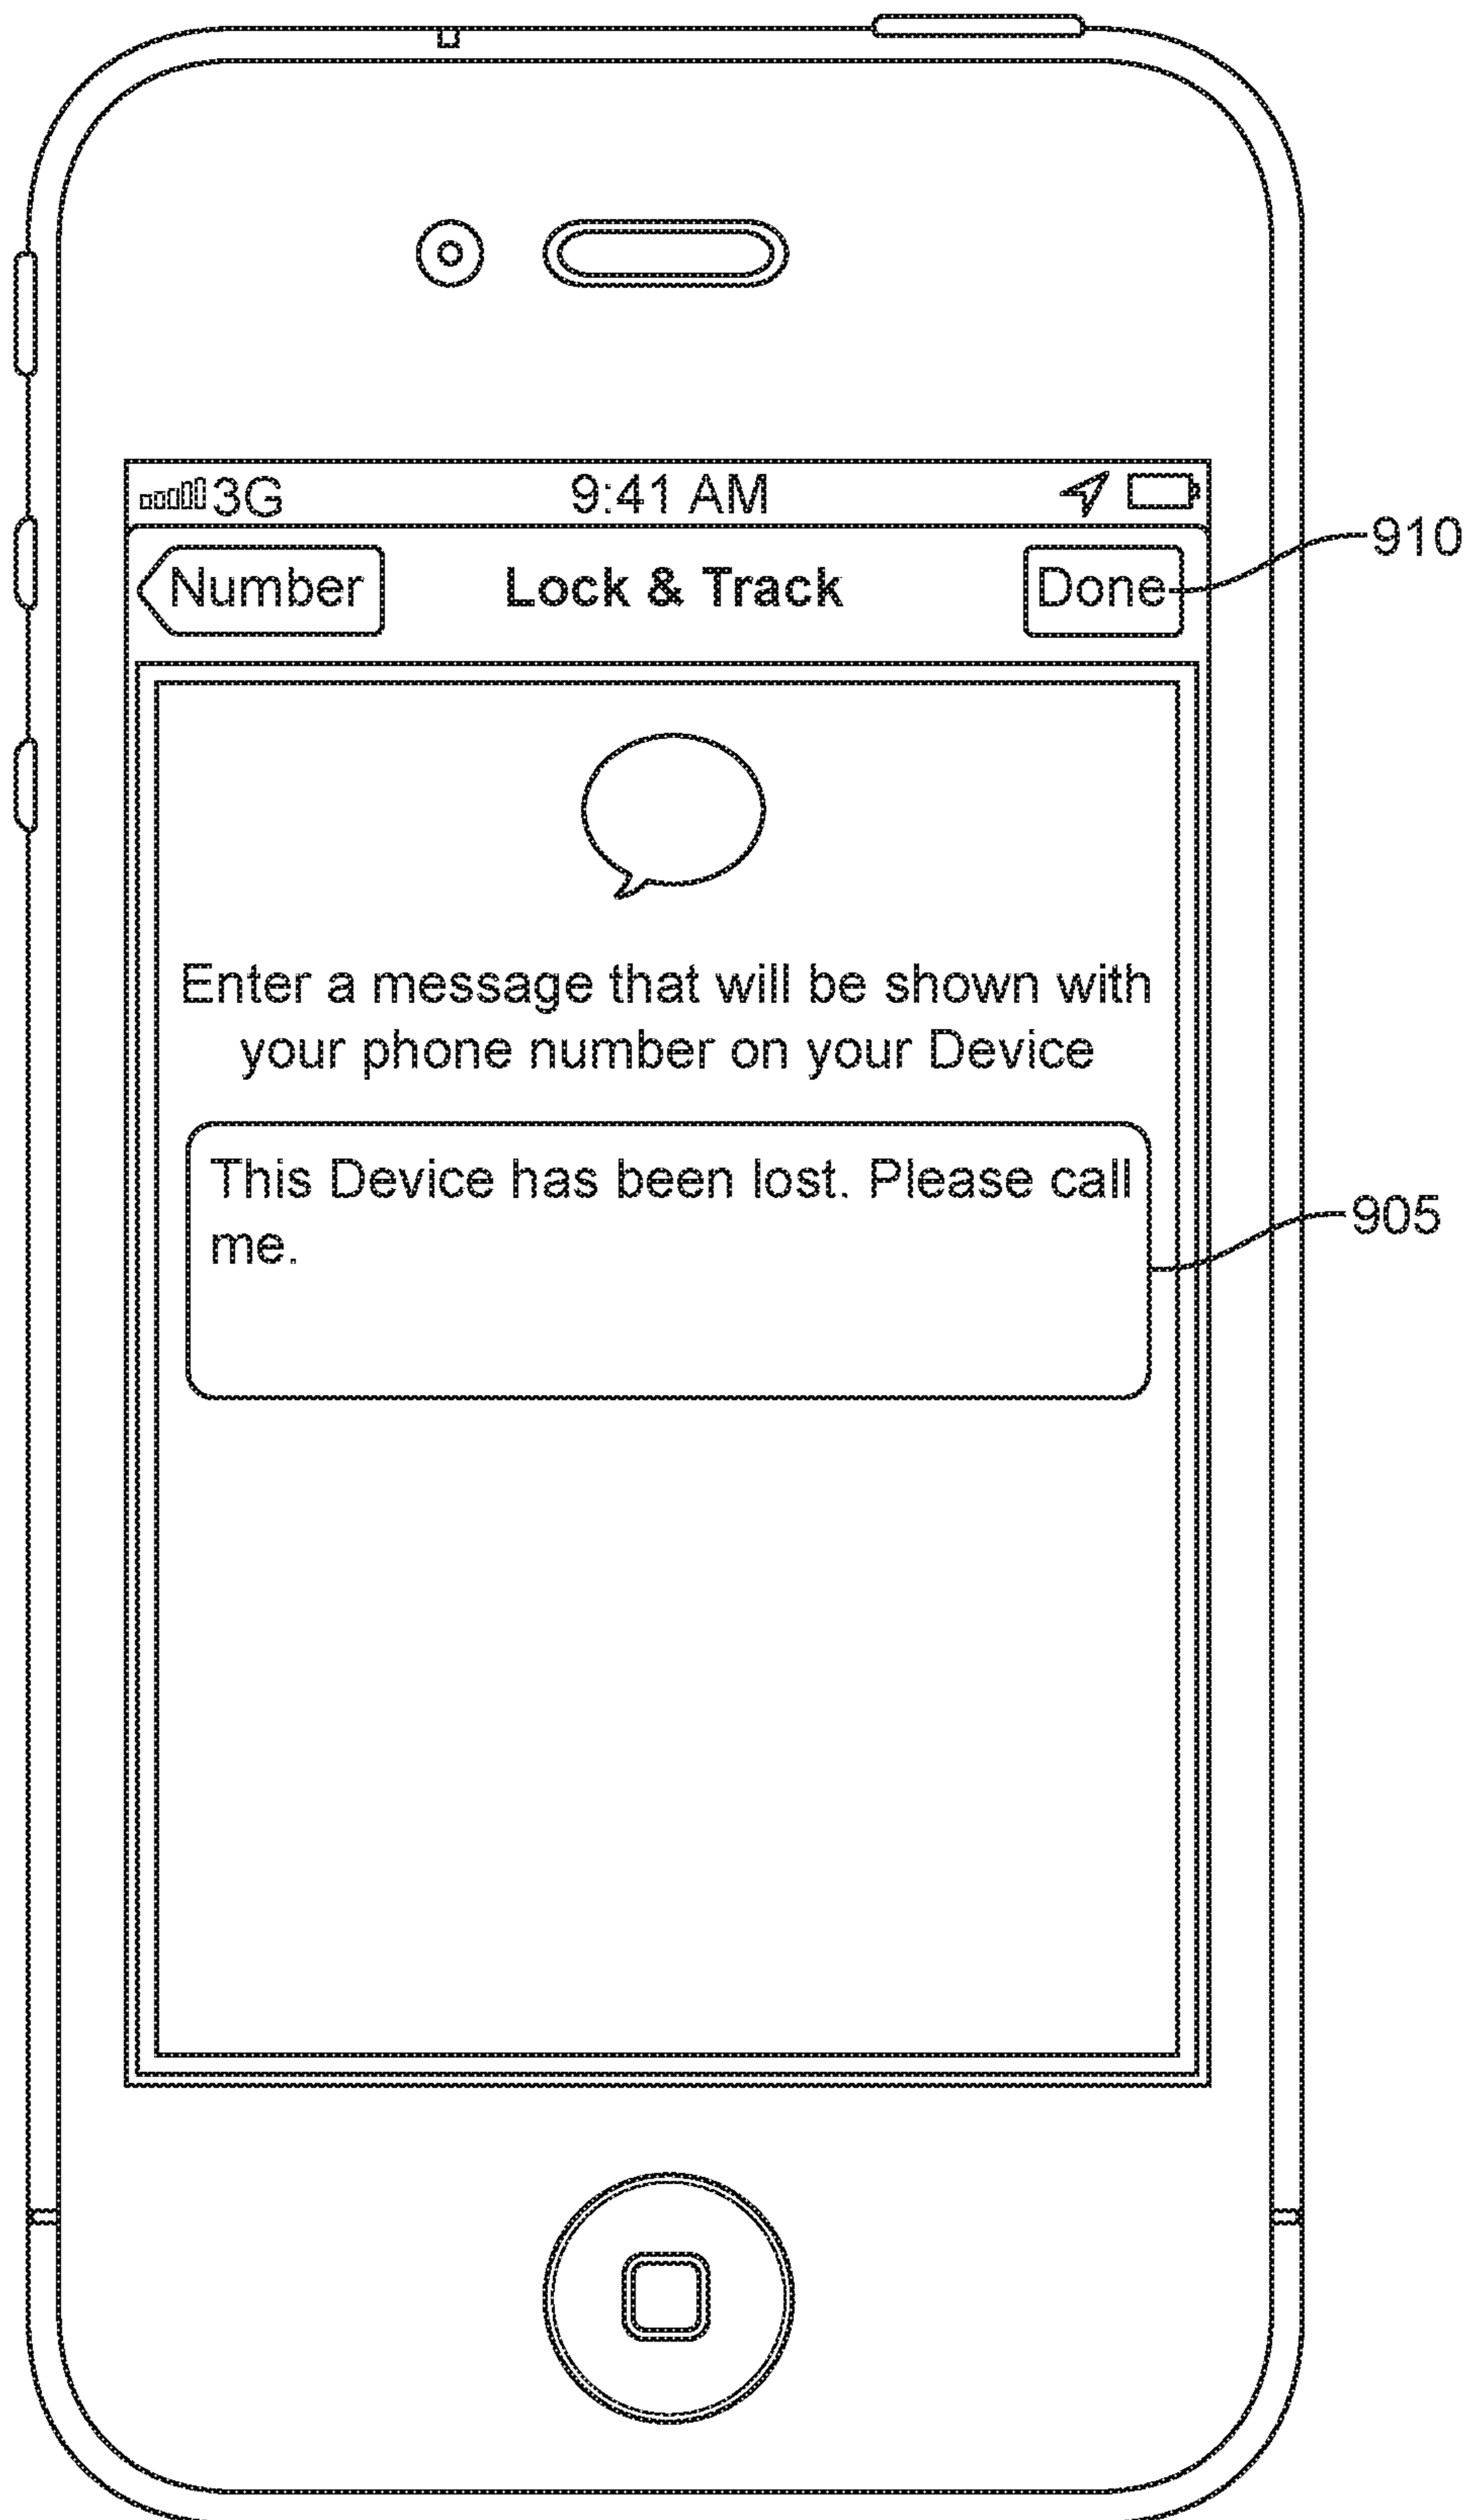 3G 9:41 AM
Number Lock & Track Done
910
Enter a message that will be shown with
your phone number on your Device
This Device has been lost. Please call
me.
905